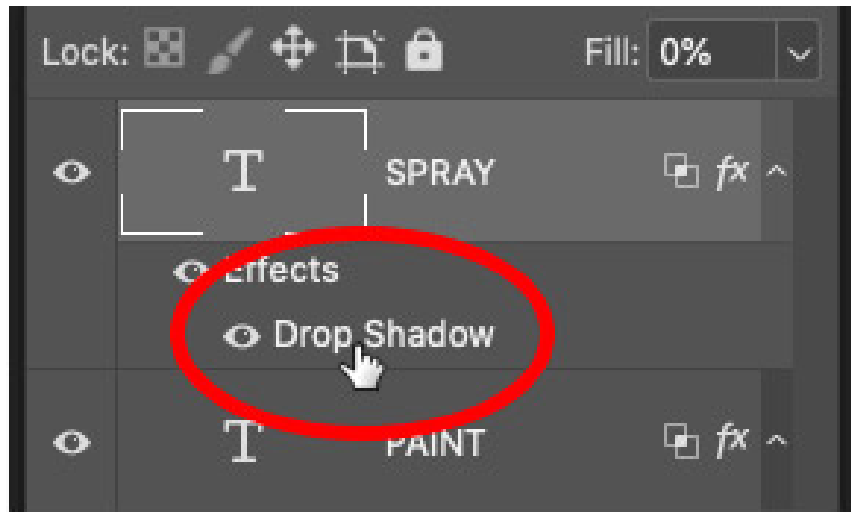 Lock: Fill: 0%
T SPRAY fx
Effects
Drop Shadow
T PAINT fx